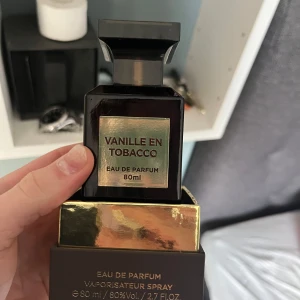 VANILLE EN
TOBACCO
EAU DE PARFUM
80ml
EAU DE PARFUM
VAPORISATEUR SPRAY
e 80 ml / 80%Vol. / 2.7 FL.OZ